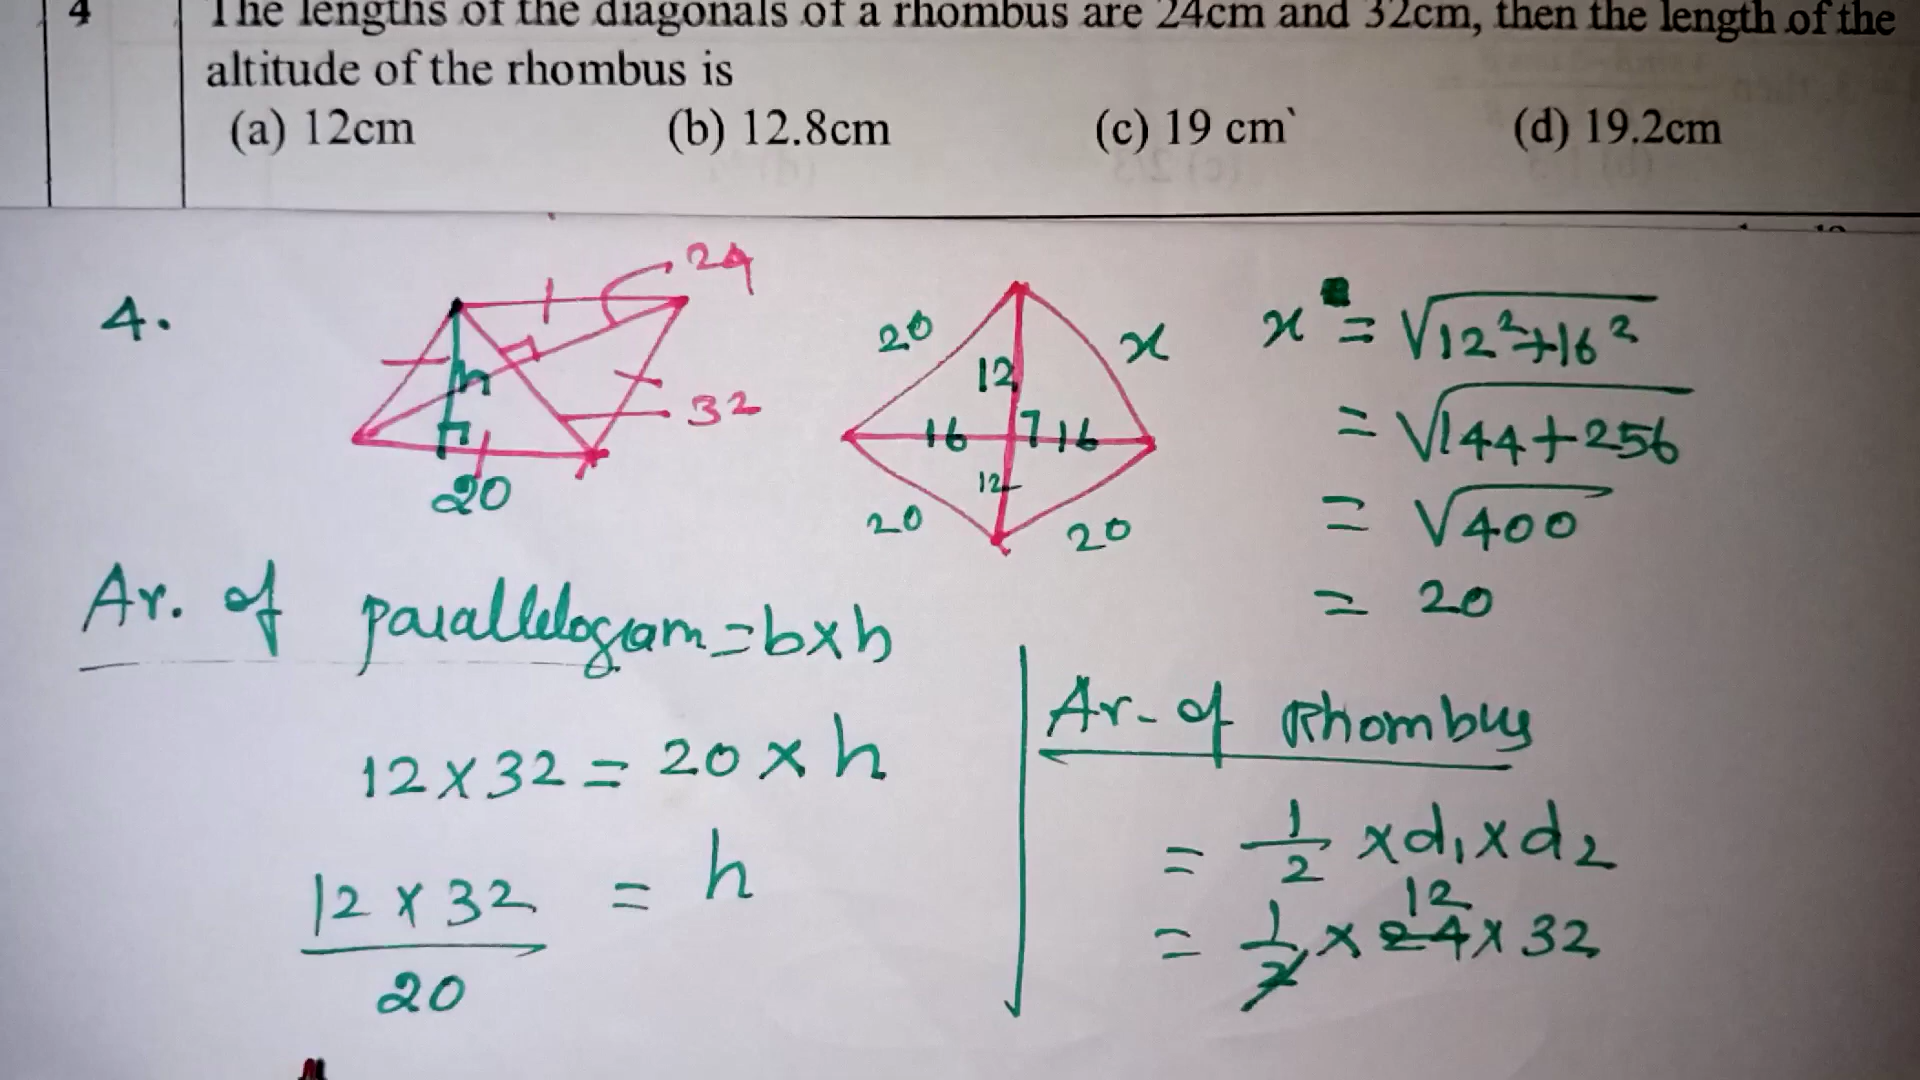 4 The lengths of the diagonals of a rhombus are 24cm and 32cm, then the length of the
altitude of the rhombus is
(a) 12cm (b) 12.8cm (c) 19 cm` (d) 19.2cm
4.
24
32
h
20
20
x
12
16
16
12
20
20
x = √12²+16²
= √144+256
= √400
= 20
Ar. of parallelogram = b×h
12 × 32 = 20 × h
12 × 32 = h
20
Ar. of Rhombus
= 1/2 × d₁ × d₂
12
= 1/2 × 24 × 32